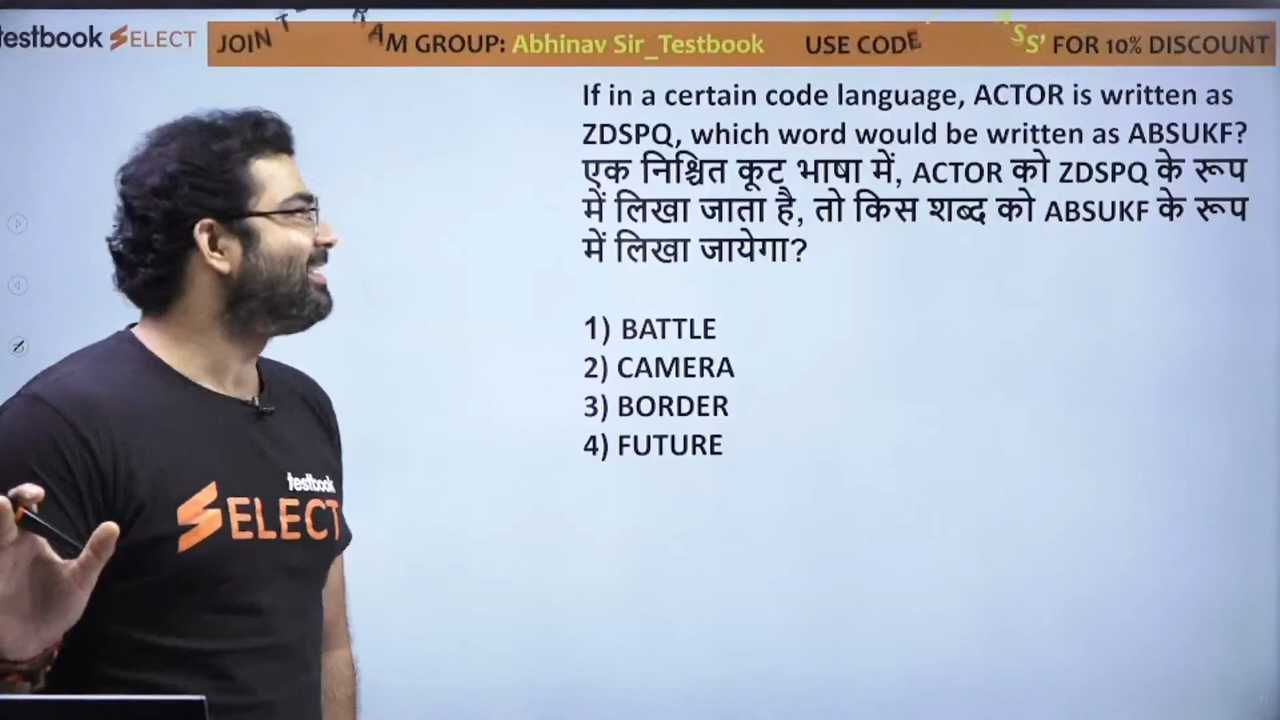 testbook SELECT
JOIN T RAM GROUP: Abhinav Sir_Testbook USE CODE SS' FOR 10% DISCOUNT
If in a certain code language, ACTOR is written as
ZDSPQ, which word would be written as ABSUKF?
एक निश्चित कूट भाषा में, ACTOR को ZDSPQ के रूप
में लिखा जाता है, तो किस शब्द को ABSUKF के रूप
में लिखा जायेगा?
1) BATTLE
2) CAMERA
3) BORDER
4) FUTURE
testbook
SELECT